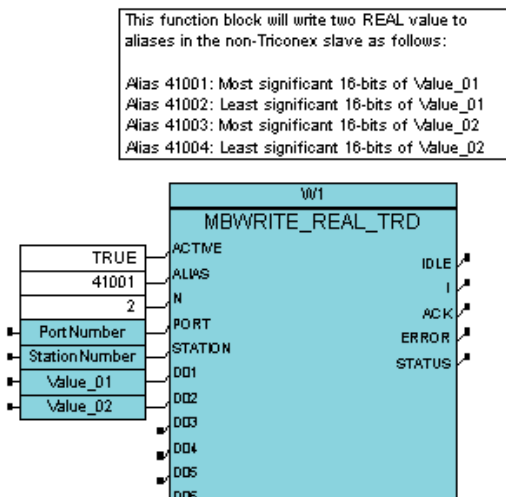 This function block will write two REAL value to
aliases in the non-Triconex slave as follows:
Alias 41001: Most significant 16-bits of Value_01
Alias 41002: Least significant 16-bits of Value_01
Alias 41003: Most significant 16-bits of Value_02
Alias 41004: Least significant 16-bits of Value_02
W1
MBWRITE_REAL_TRD
TRUE ACTIVE IDLE
41001 ALIAS I
2 N ACK
PortNumber PORT ERROR
StationNumber STATION STATUS
Value_01 D01
Value_02 D02
D03
D04
D05
D06